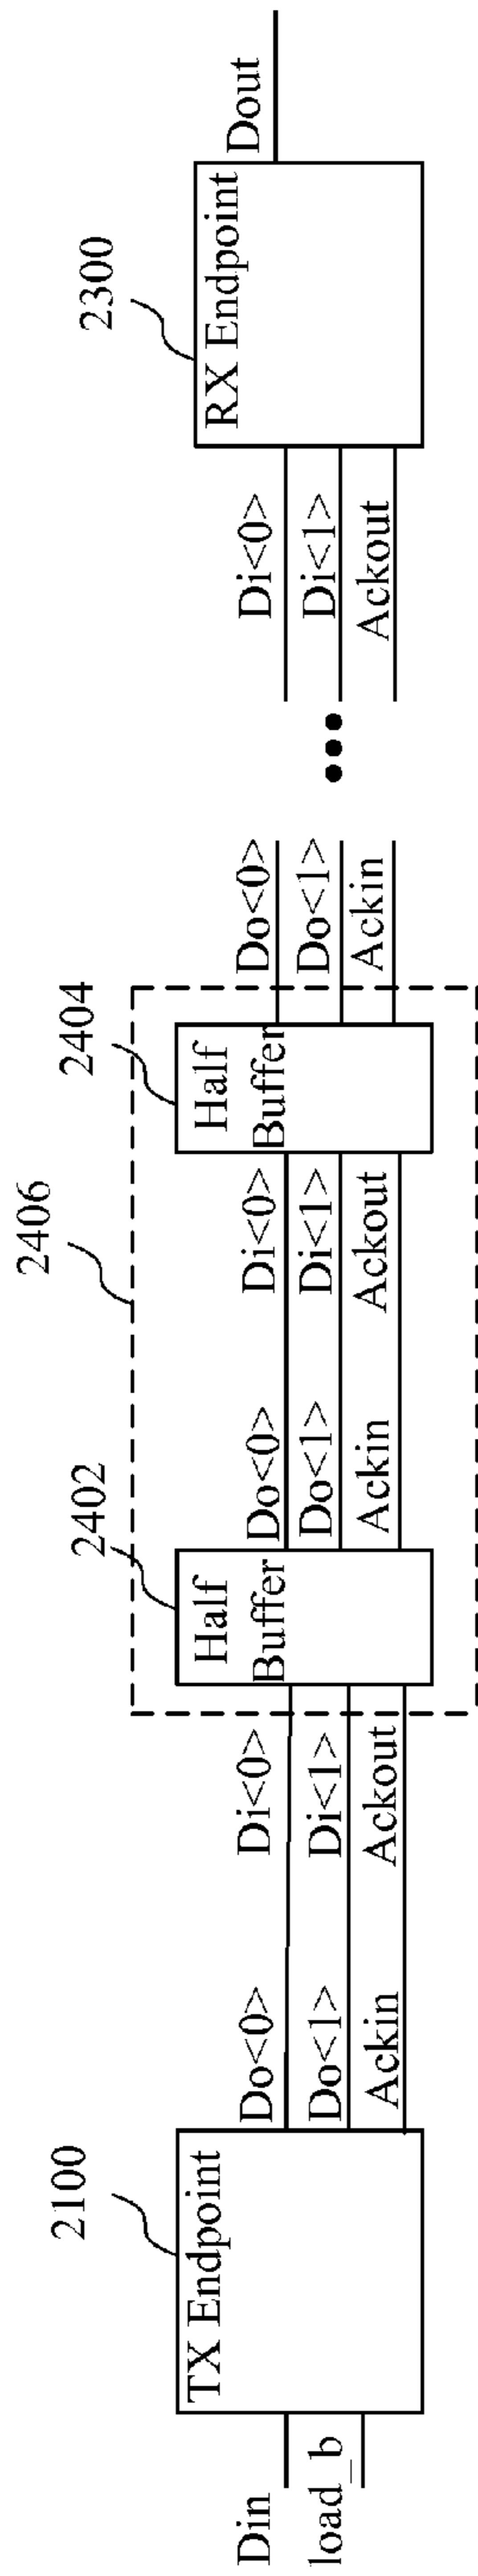 2100
2402
2406
2404
2300
Din
load_b
TX Endpoint
Do<0>
Do<1>
Ackin
Di<0>
Di<1>
Ackout
Half
Buffer
Do<0>
Do<1>
Ackin
Di<0>
Di<1>
Ackout
Half
Buffer
Do<0>
Do<1>
Ackin
Di<0>
Di<1>
Ackout
RX Endpoint
Dout